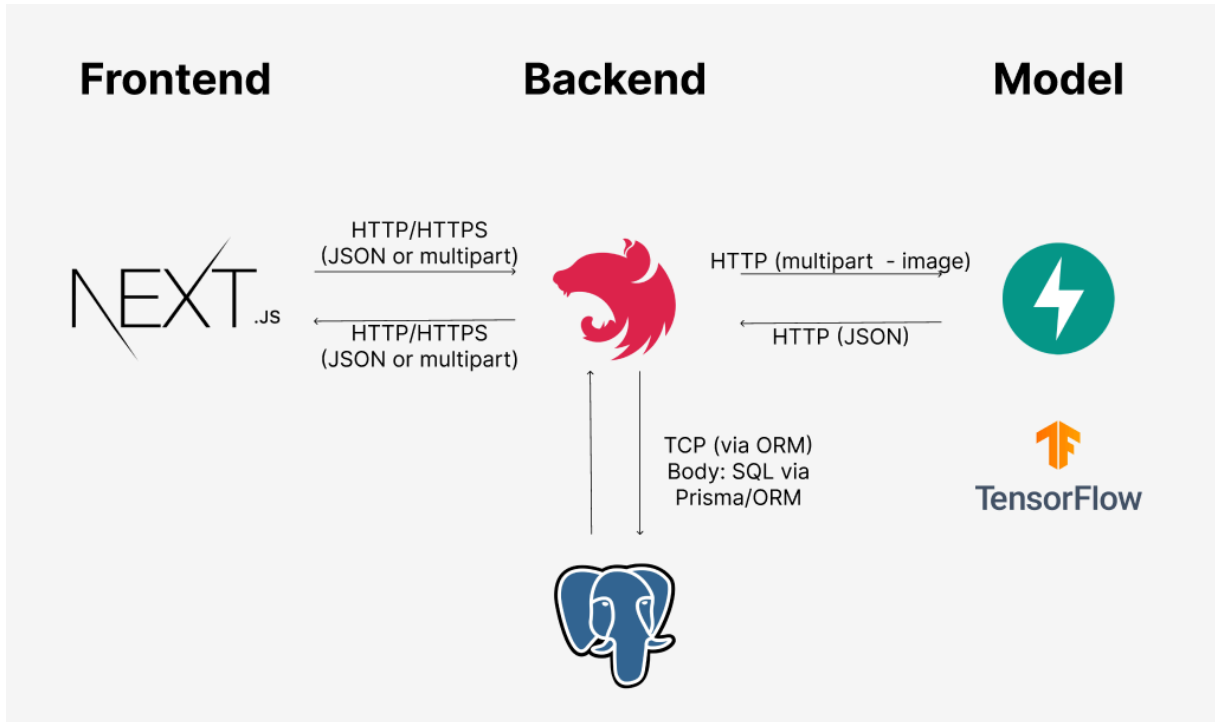 Frontend
Backend
Model
HTTP/HTTPS
(JSON or multipart)
NEXT.JS
HTTP/HTTPS
(JSON or multipart)
HTTP (multipart  - image)
HTTP (JSON)
TCP (via ORM)
Body: SQL via
Prisma/ORM
TensorFlow